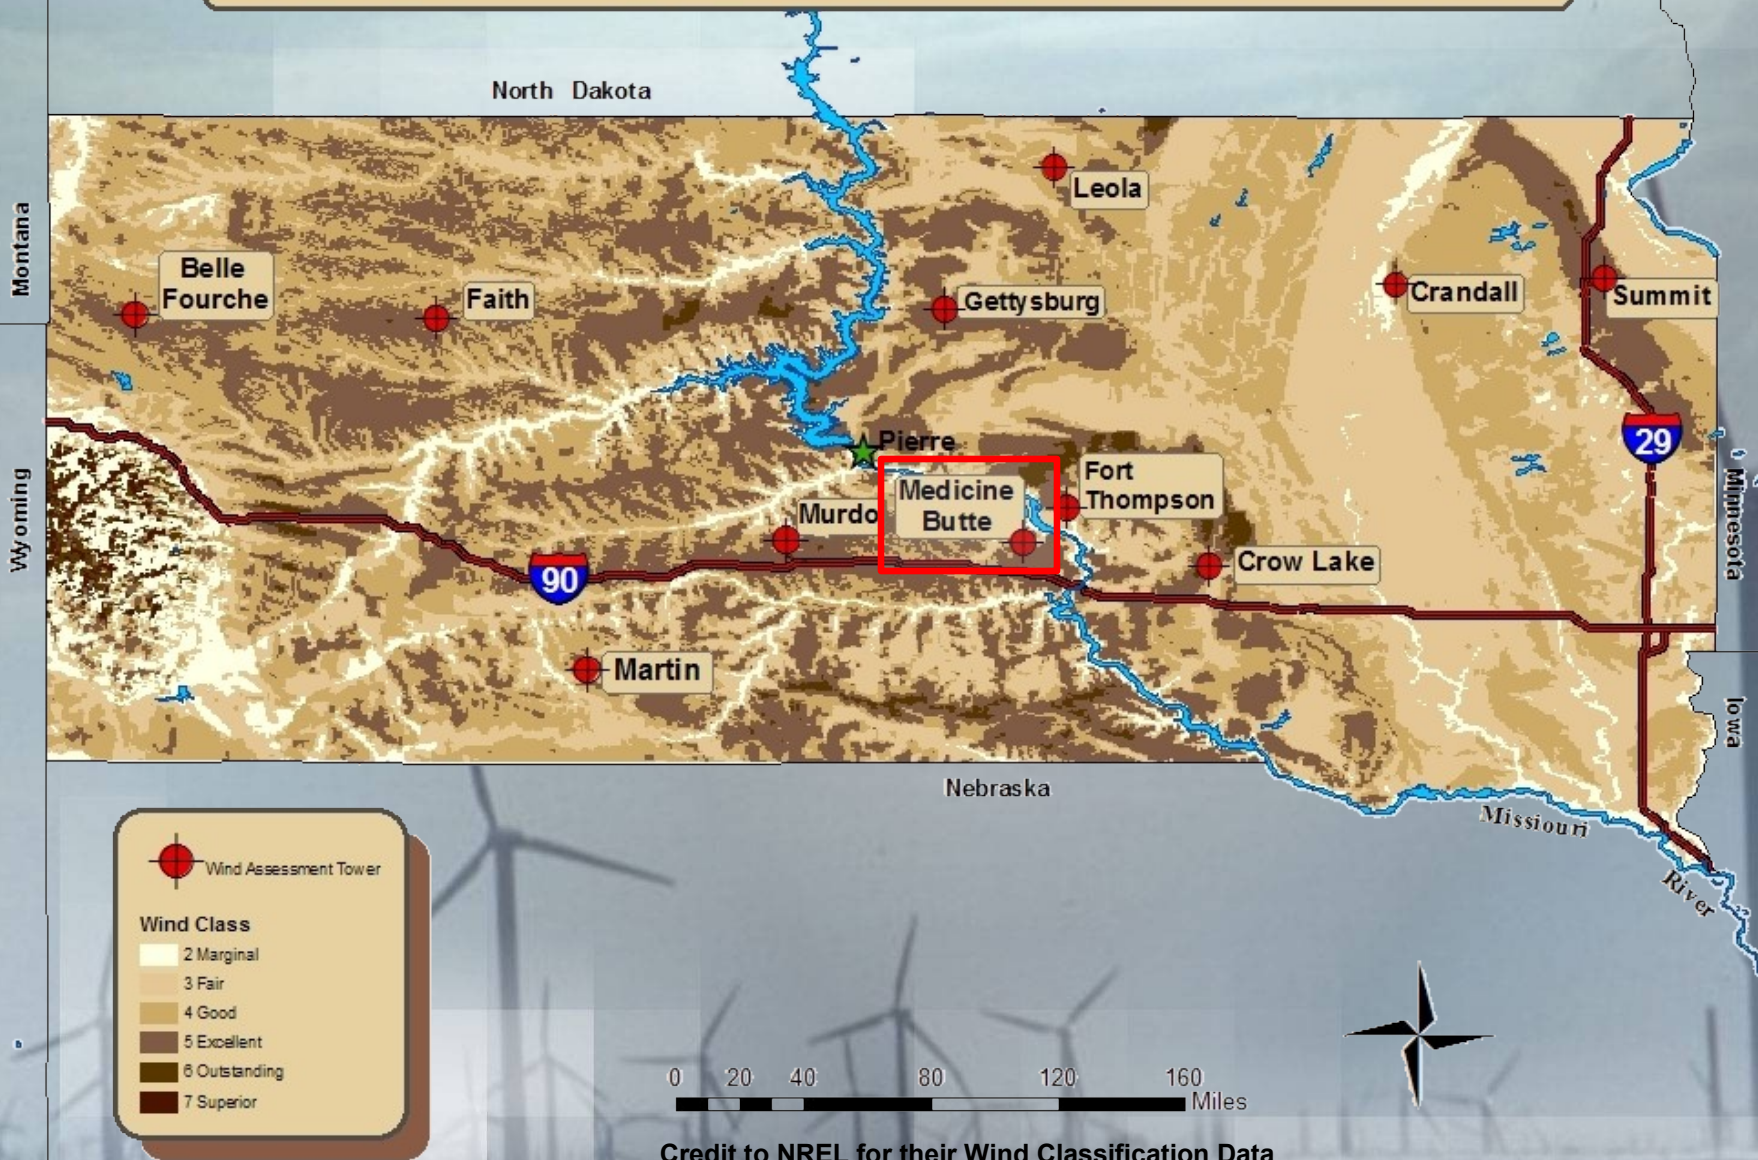 North Dakota
Montana
Leola
Belle
Fourche
Faith
Gettysburg
Crandall
Summit
Pierre
29
Wyoming
Minnesota
Medicine
Butte
Fort
Thompson
Murdo
Crow Lake
90
Martin
Iowa
Nebraska
Missouri
River
Wind Assessment Tower
Wind Class
2 Marginal
3 Fair
4 Good
5 Excellent
6 Outstanding
7 Superior
0 20 40 80 120 160
Miles
Credit to NREL for their Wind Classification Data